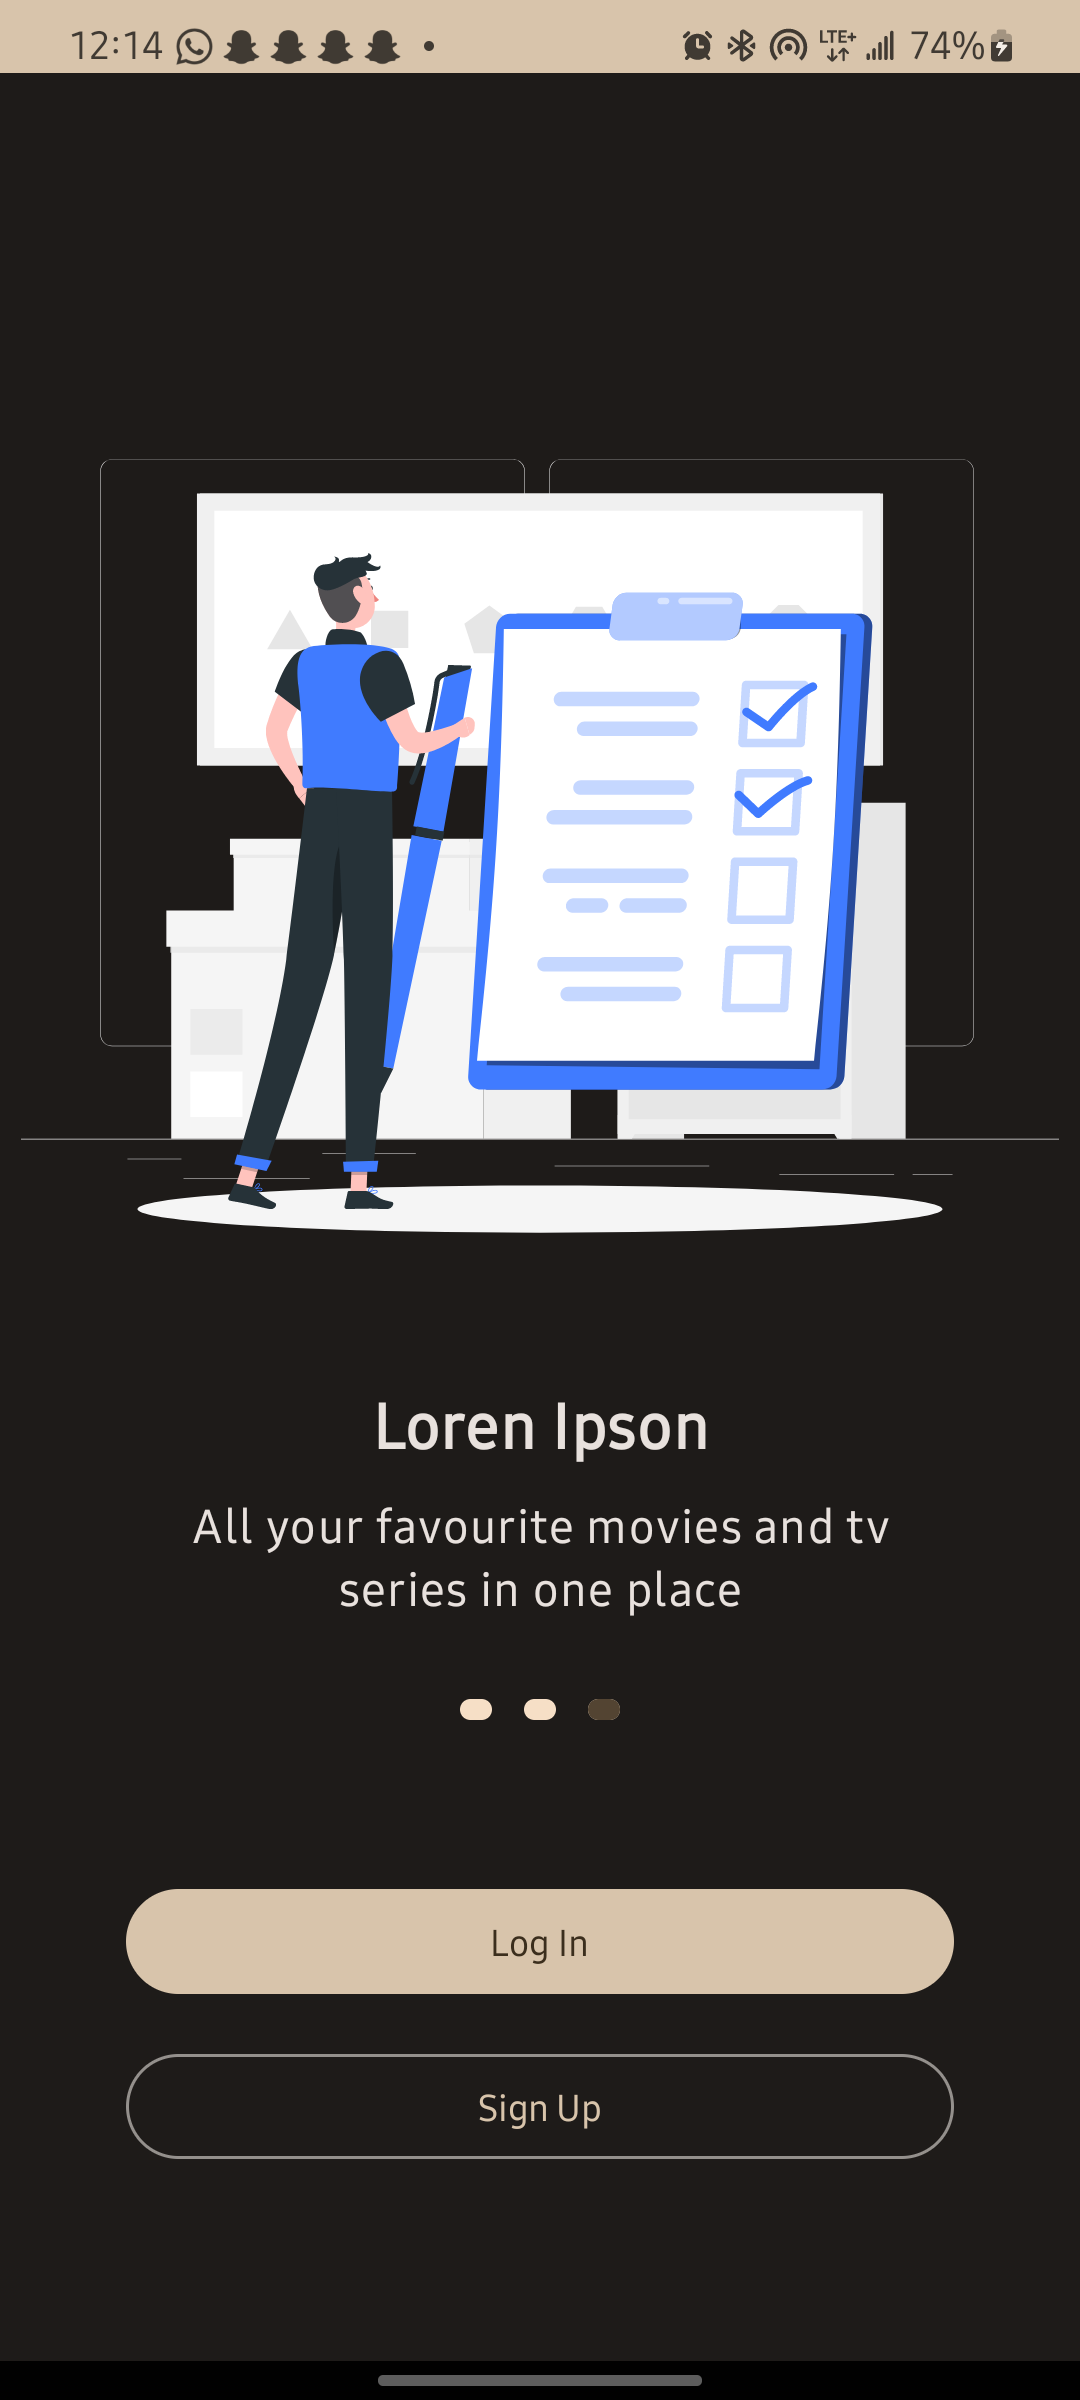 12:14
LTE+
74%
Loren Ipson
All your favourite movies and tv
series in one place
Log In
Sign Up